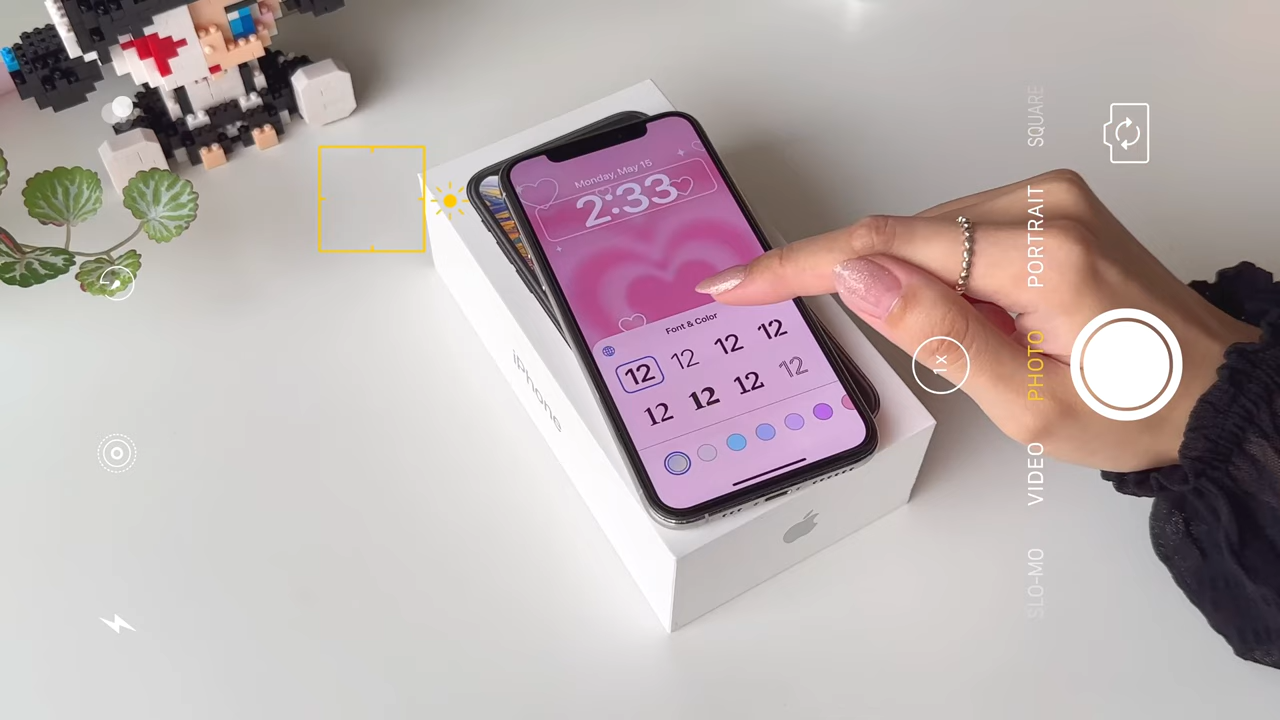 Monday, May 15
2:33
Font & Color
12 12 12 12
12 12 12 12
iPhone
1x
SQUARE
PORTRAIT
PHOTO
VIDEO
SLO-MO